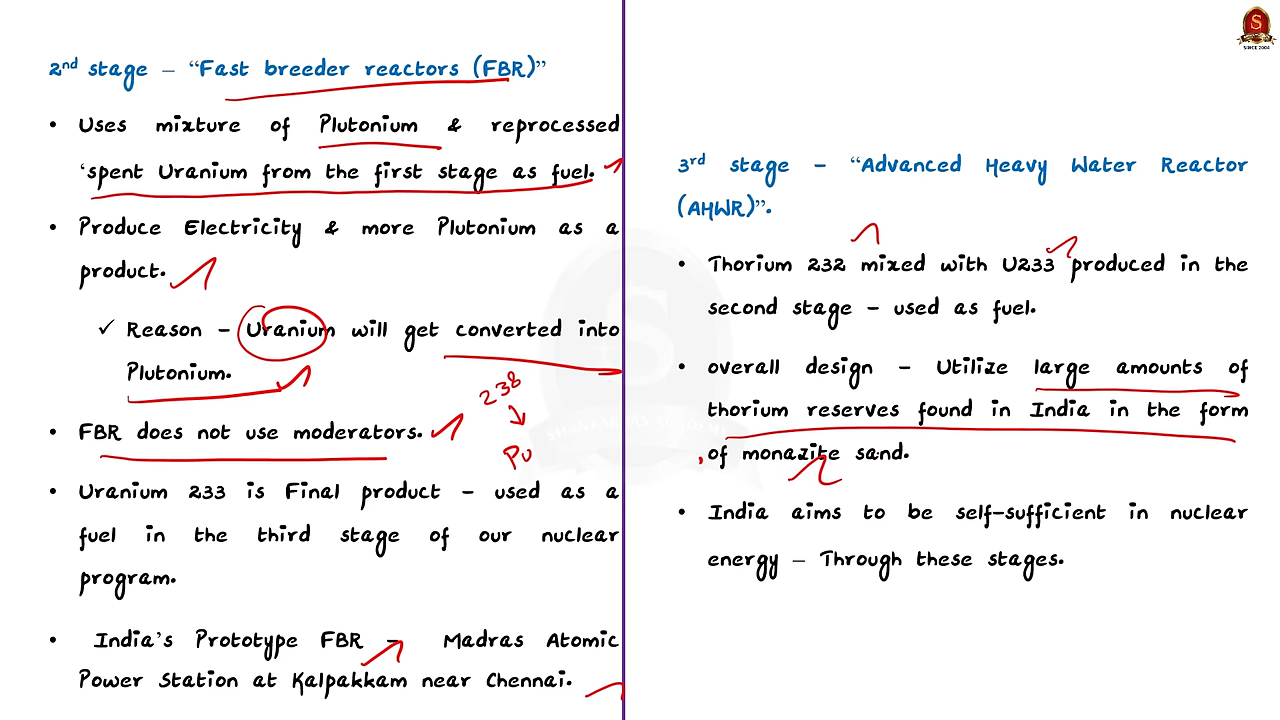 2nd stage – “Fast breeder reactors (FBR)”
• Uses mixture of Plutonium & reprocessed
‘spent Uranium from the first stage as fuel.
• Produce Electricity & more Plutonium as a
product.
✓ Reason – Uranium will get converted into
Plutonium.
238
Pu
• FBR does not use moderators.
• Uranium 233 is Final product – used as a
fuel in the third stage of our nuclear
program.
• India’s Prototype FBR – Madras Atomic
Power Station at Kalpakkam near Chennai.
S
SINCE 2004
3rd stage – “Advanced Heavy Water Reactor
(AHWR)”.
• Thorium 232 mixed with U233 produced in the
second stage – used as fuel.
• overall design – Utilize large amounts of
thorium reserves found in India in the form
of monazite sand.
• India aims to be self-sufficient in nuclear
energy – Through these stages.